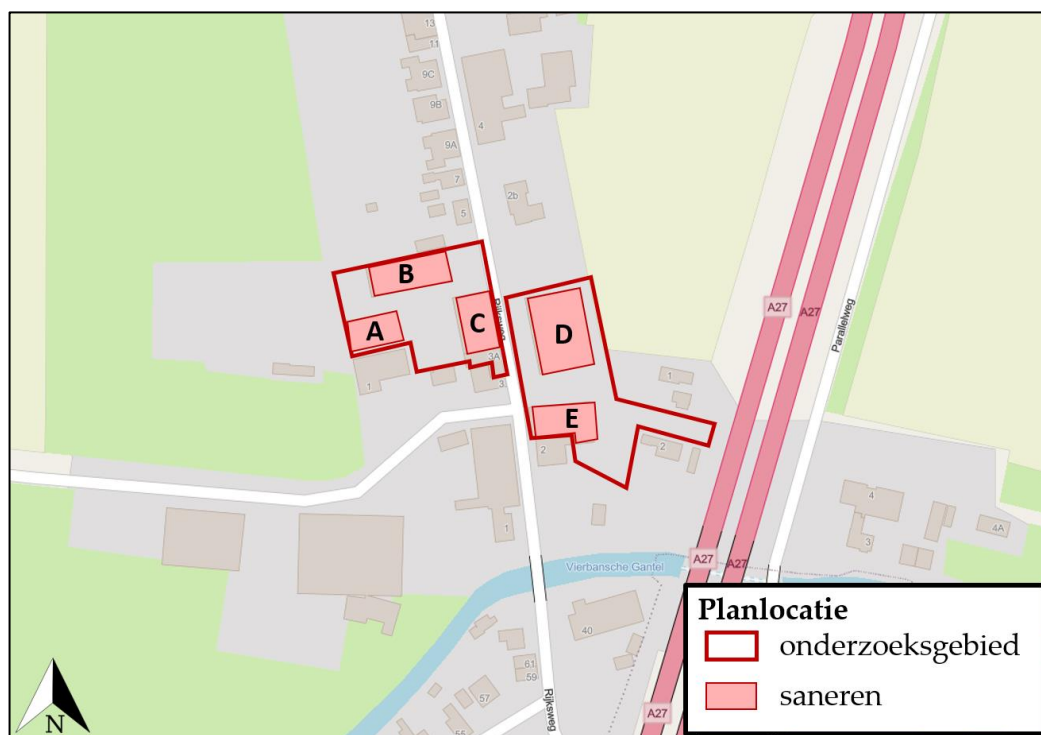 13
11
9C
9B
4
9A
7
2b
5
B
A27
A27
Rijksweg
C
D
A
Parallelweg
3A
1
3
1
E
2
2
4
4A
1
3
A27
Vierbansche Gantel
A27
40
61
59
57
Rijksweg
55
A27
N
Planlocatie
onderzoeksgebied
saneren